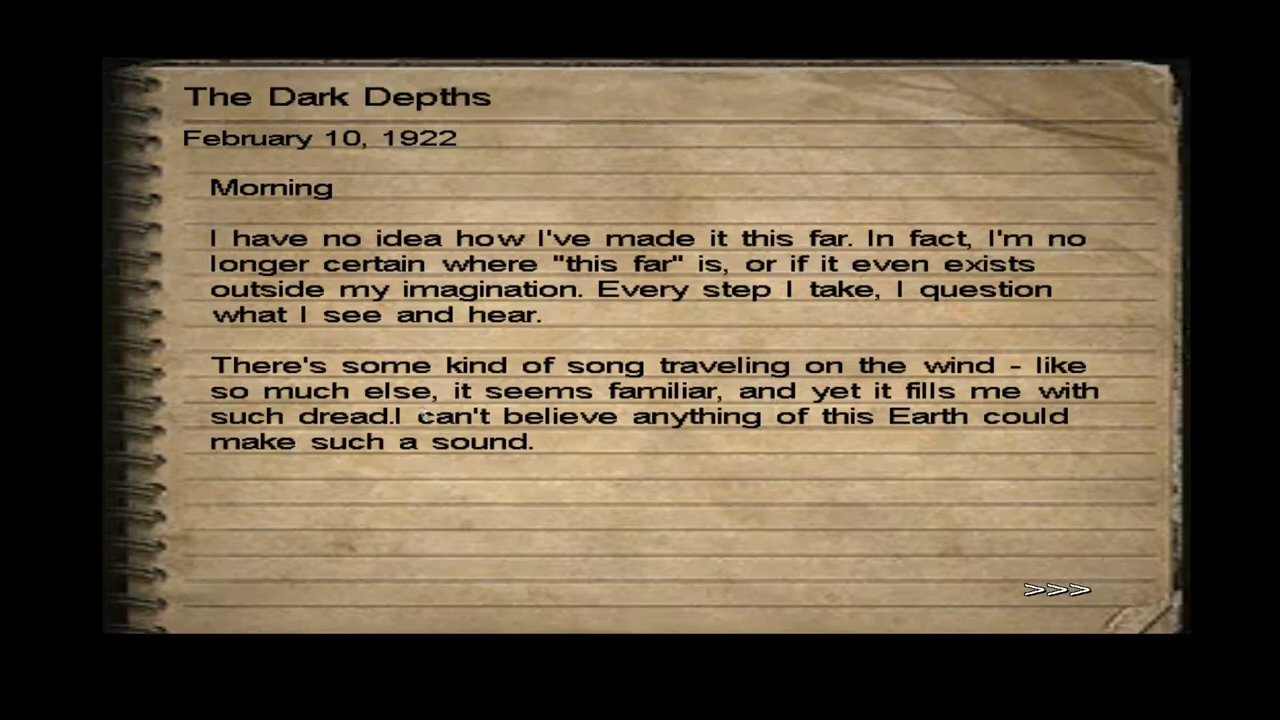 The Dark Depths
February 10, 1922
Morning
I have no idea how I've made it this far. In fact, I'm no
longer certain where "this far" is, or if it even exists
outside my imagination. Every step I take, I question
what I see and hear.
There's some kind of song traveling on the wind - like
so much else, it seems familiar, and yet it fills me with
such dread.I can't believe anything of this Earth could
make such a sound.
>>>